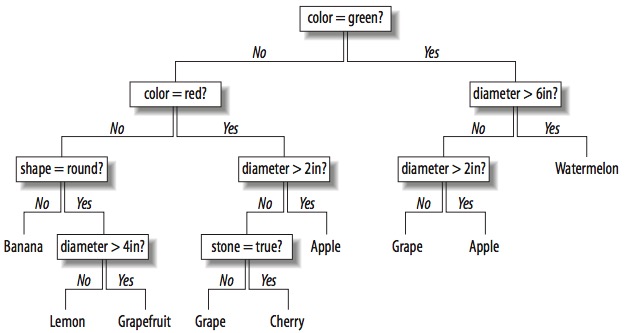 color = green?
No Yes
color = red? diameter > 6in?
No Yes No Yes
shape = round? diameter > 2in? diameter > 2in? Watermelon
No Yes No Yes No Yes
Banana diameter > 4in? stone = true? Apple Grape Apple
No Yes No Yes
Lemon Grapefruit Grape Cherry